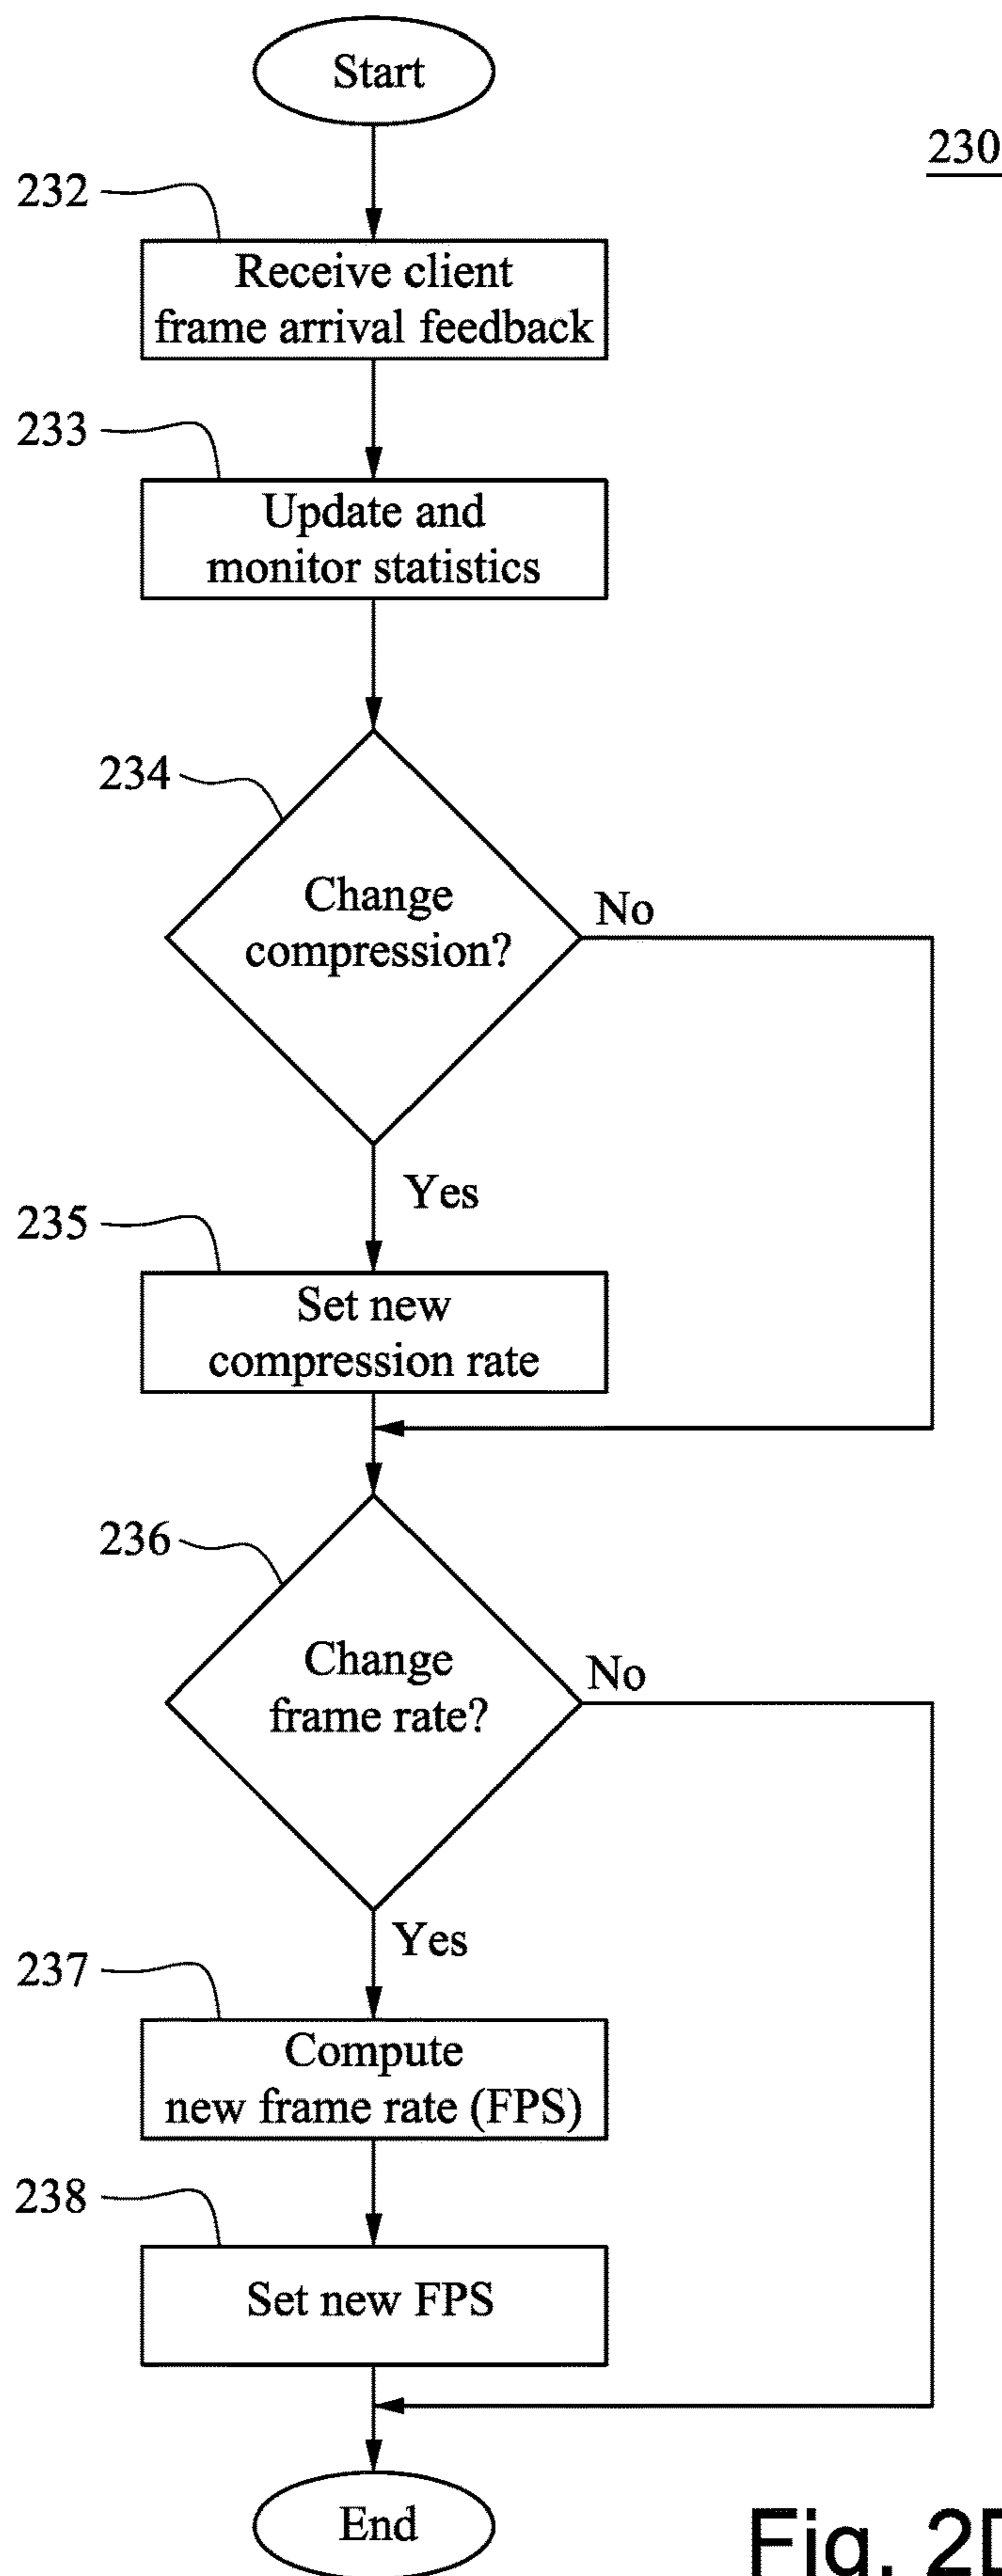 Start
230
232
Receive client
frame arrival feedback
233
Update and
monitor statistics
234
Change
compression?
No
Yes
235
Set new
compression rate
236
Change
frame rate?
No
Yes
237
Compute
new frame rate (FPS)
238
Set new FPS
End
Fig. 2D